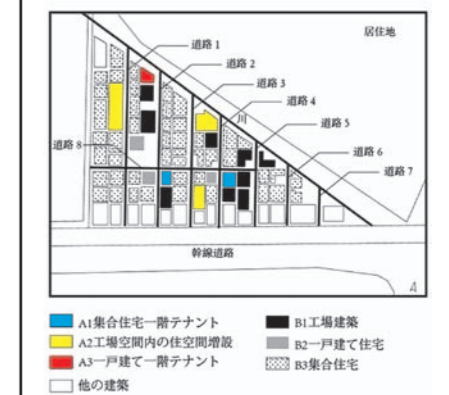 居住地
道路 1
道路 2
道路 3
道路 4
川
道路 5
道路 8
道路 6
道路 7
幹線道路
A1集合住宅一階テナント
A2工場空間内の住空間増設
A3一戸建て一階テナント
他の建築
B1工場建築
B2一戸建て住宅
B3集合住宅